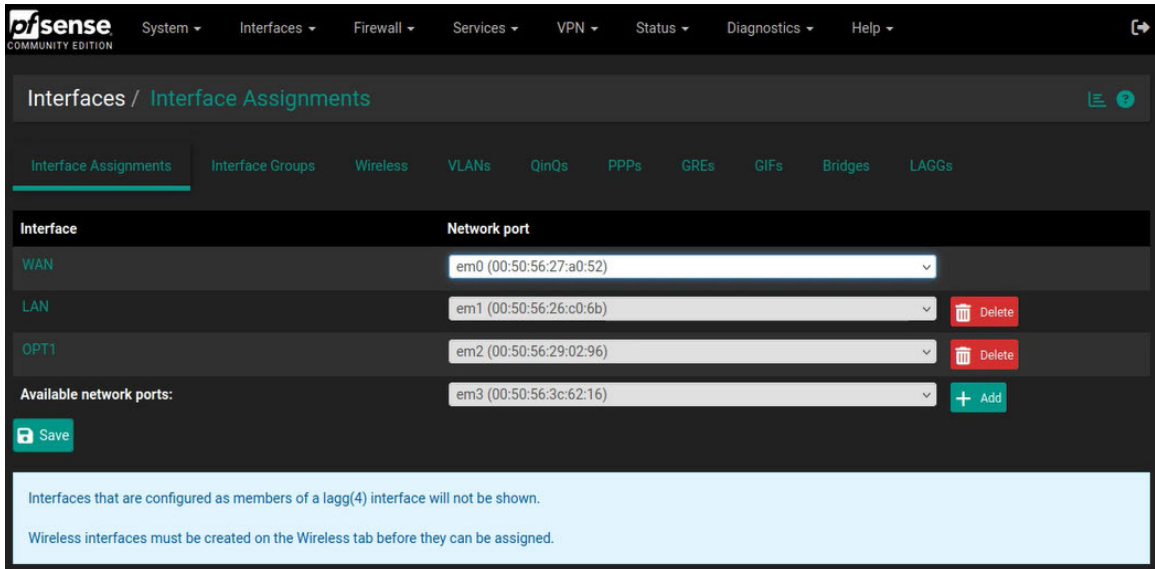 pfsense System Interfaces Firewall Services VPN Status Diagnostics Help
COMMUNITY EDITION
Interfaces / Interface Assignments
Interface Assignments Interface Groups Wireless VLANs QinQs PPPs GREs GIFs Bridges LAGGs
Interface Network port
WAN em0 (00:50:56:27:a0:52)
LAN em1 (00:50:56:26:c0:6b) Delete
OPT1 em2 (00:50:56:29:02:96) Delete
Available network ports: em3 (00:50:56:3c:62:16) + Add
Save
Interfaces that are configured as members of a lagg(4) interface will not be shown.
Wireless interfaces must be created on the Wireless tab before they can be assigned.